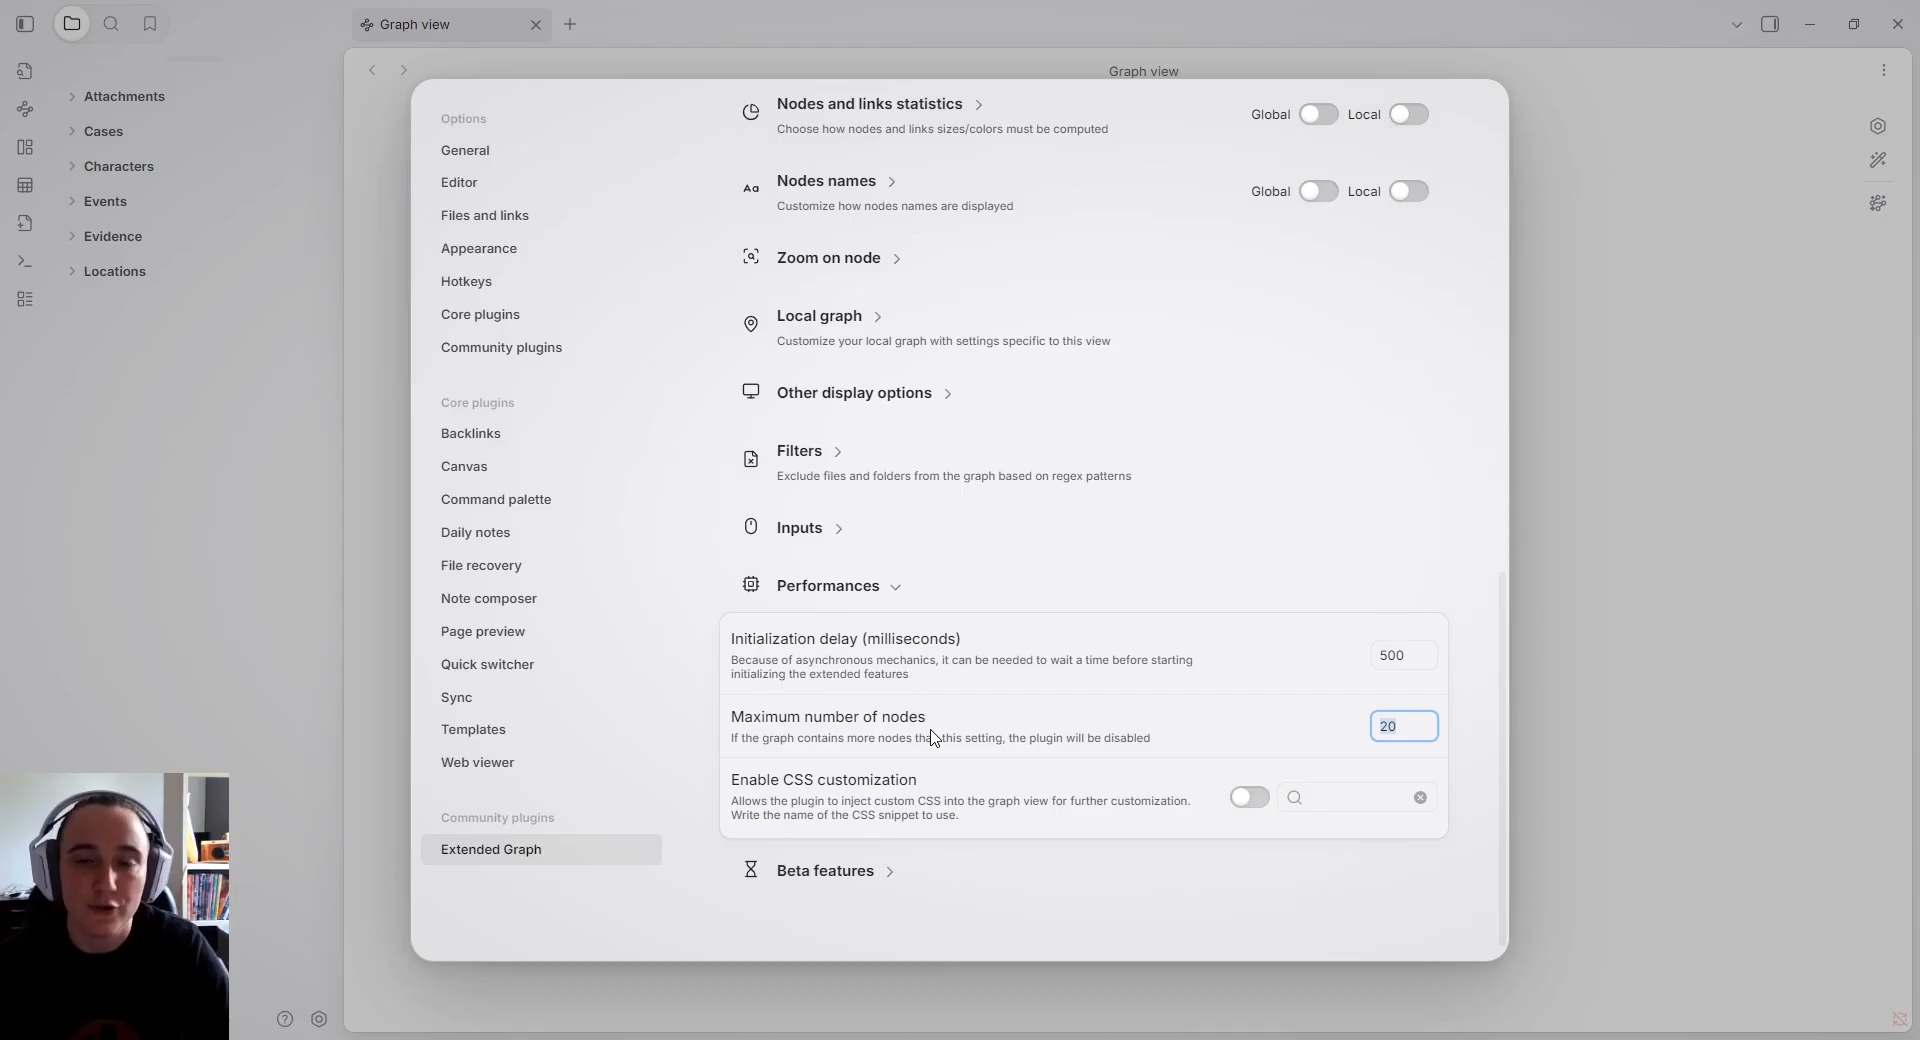 Graph view
Graph view
Attachments
Cases
Characters
Events
Evidence
Locations
Options
General
Editor
Files and links
Appearance
Hotkeys
Core plugins
Community plugins
Core plugins
Backlinks
Canvas
Command palette
Daily notes
File recovery
Note composer
Page preview
Quick switcher
Sync
Templates
Web viewer
Community plugins
Extended Graph
Nodes and links statistics
Choose how nodes and links sizes/colors must be computed
Global Local
Aa Nodes names
Customize how nodes names are displayed
Global Local
Zoom on node
Local graph
Customize your local graph with settings specific to this view
Other display options
Filters
Exclude files and folders from the graph based on regex patterns
Inputs
Performances
Initialization delay (milliseconds)
Because of asynchronous mechanics, it can be needed to wait a time before starting
initializing the extended features
500
Maximum number of nodes
If the graph contains more nodes than this setting, the plugin will be disabled
20
Enable CSS customization
Allows the plugin to inject custom CSS into the graph view for further customization.
Write the name of the CSS snippet to use.
Beta features